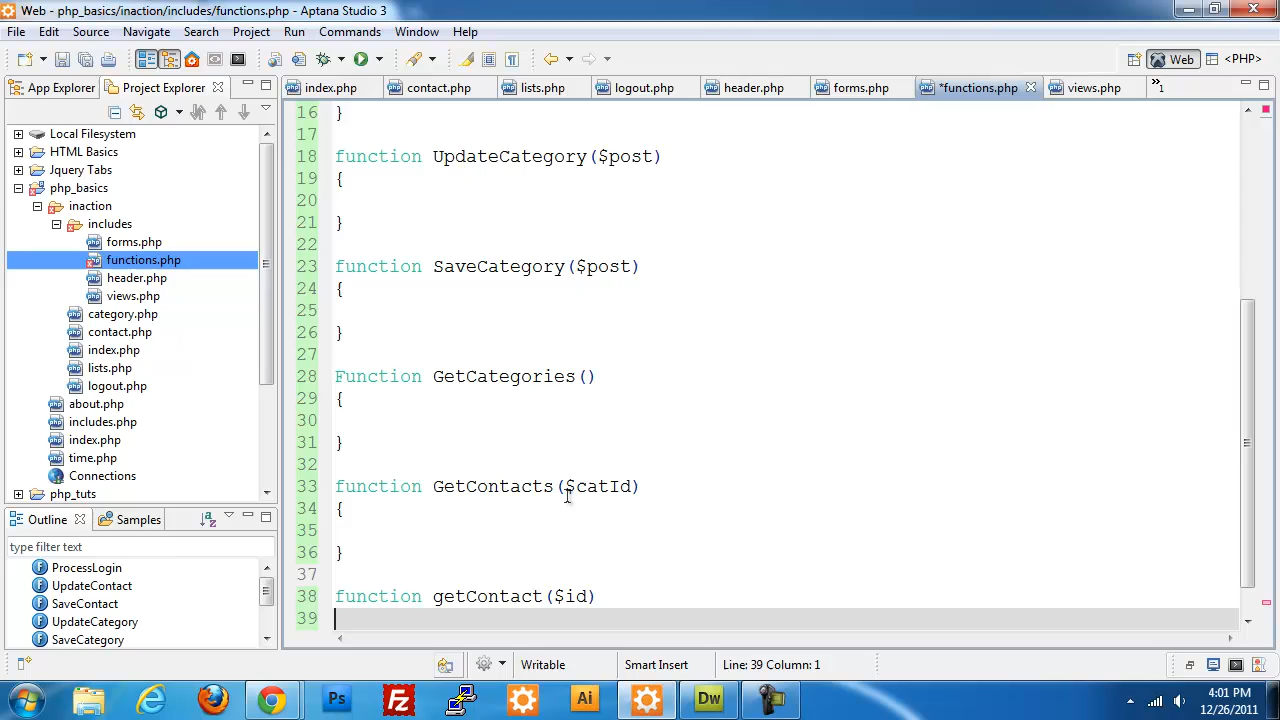 Web - php_basics/inaction/includes/functions.php - Aptana Studio 3
File Edit Source Navigate Search Project Run Commands Window Help
Web <PHP>
App Explorer Project Explorer index.php contact.php lists.php logout.php header.php forms.php *functions.php views.php »1
Local Filesystem
HTML Basics
Jquery Tabs
php_basics
inaction
includes
forms.php
functions.php
header.php
views.php
category.php
contact.php
index.php
lists.php
logout.php
about.php
includes.php
index.php
time.php
Connections
php_tuts
Outline Samples
type filter text
ProcessLogin
UpdateContact
SaveContact
UpdateCategory
SaveCategory
16 }
17
18 function UpdateCategory($post)
19 {
20
21 }
22
23 function SaveCategory($post)
24 {
25
26 }
27
28 Function GetCategories()
29 {
30
31 }
32
33 function GetContacts($catId)
34 {
35
36 }
37
38 function getContact($id)
39
Writable Smart Insert Line: 39 Column: 1
Ps Fz Ai Dw
4:01 PM
12/26/2011